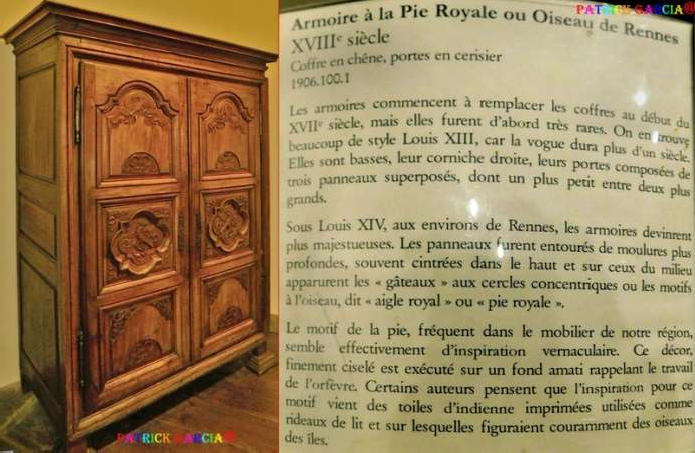 PATRICK GARCIA
Armoire à la Pie Royale ou Oiseau de Rennes
XVIIIᵉ siècle
Coffre en chêne, portes en cerisier
1906.100.1
Les armoires commencent à remplacer les coffres au début du
XVIIᵉ siècle, mais elles furent d'abord très rares. On en trouve
beaucoup de style Louis XIII, car la vogue dura plus d'un siècle.
Elles sont basses, leur corniche droite, leurs portes composées de
trois panneaux superposés, dont un plus petit entre deux plus
grands.
Sous Louis XIV, aux environs de Rennes, les armoires devinrent
plus majestueuses. Les panneaux furent entourés de moulures plus
profondes, souvent cintrées dans le haut et sur ceux du milieu
apparurent les « gâteaux » aux cercles concentriques ou les motifs
à l'oiseau, dit « aigle royal » ou « pie royale ».
Le motif de la pie, fréquent dans le mobilier de notre région,
semble effectivement d'inspiration vernaculaire. Ce décor,
finement ciselé est exécuté sur un fond amati rappelant le travail
de l'orfèvre. Certains auteurs pensent que l'inspiration pour ce
motif vient des toiles d'indienne imprimées utilisées comme
rideaux de lit et sur lesquelles figuraient couramment des oiseaux
des îles.
PATRICK GARCIA